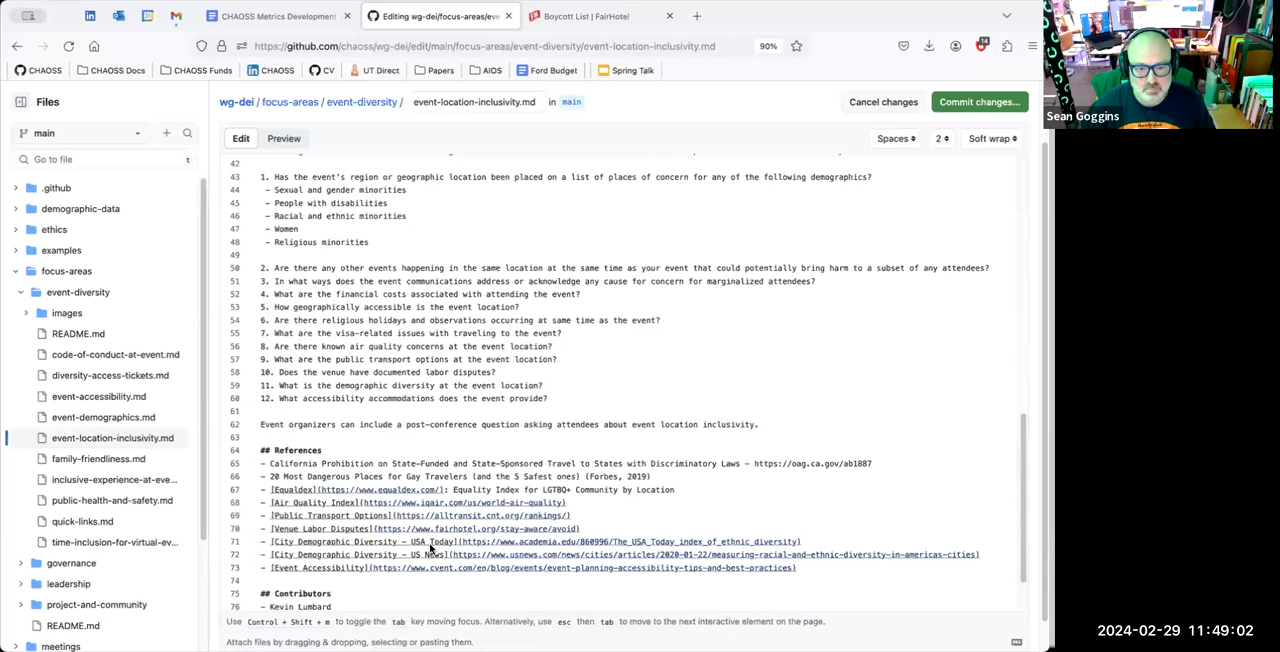 CHAOSS Metrics Development
Editing wg-dei/focus-areas/eve
Boycott List | FairHotel
https://github.com/chaoss/wg-dei/edit/main/focus-areas/event-diversity/event-location-inclusivity.md
90%
14
CHAOSS
CHAOSS Docs
CHAOSS Funds
CHAOSS
CV
UT Direct
Papers
AIOS
Ford Budget
Spring Talk
Files
wg-dei / focus-areas / event-diversity / event-location-inclusivity.md in main
Cancel changes
Commit changes...
main
Edit
Preview
Spaces
2
Soft wrap
Go to file
t
.github
demographic-data
ethics
examples
focus-areas
event-diversity
images
README.md
code-of-conduct-at-event.md
diversity-access-tickets.md
event-accessibility.md
event-demographics.md
event-location-inclusivity.md
family-friendliness.md
inclusive-experience-at-eve...
public-health-and-safety.md
quick-links.md
time-inclusion-for-virtual-ev...
governance
leadership
project-and-community
README.md
meetings
42
43 1. Has the event's region or geographic location been placed on a list of places of concern for any of the following demographics?
44 - Sexual and gender minorities
45 - People with disabilities
46 - Racial and ethnic minorities
47 - Women
48 - Religious minorities
49
50 2. Are there any other events happening in the same location at the same time as your event that could potentially bring harm to a subset of any attendees?
51 3. In what ways does the event communications address or acknowledge any cause for concern for marginalized attendees?
52 4. What are the financial costs associated with attending the event?
53 5. How geographically accessible is the event location?
54 6. Are there religious holidays and observations occurring at same time as the event?
55 7. What are the visa-related issues with traveling to the event?
56 8. Are there known air quality concerns at the event location?
57 9. What are the public transport options at the event location?
58 10. Does the venue have documented labor disputes?
59 11. What is the demographic diversity at the event location?
60 12. What accessibility accommodations does the event provide?
61
62 Event organizers can include a post-conference question asking attendees about event location inclusivity.
63
64 ## References
65 - California Prohibition on State-Funded and State-Sponsored Travel to States with Discriminatory Laws - https://oag.ca.gov/ab1887
66 - 20 Most Dangerous Places for Gay Travelers (and the 5 Safest ones) (Forbes, 2019)
67 - [Equaldex](https://www.equaldex.com/): Equality Index for LGTBQ+ Community by Location
68 - [Air Quality Index](https://www.iqair.com/us/world-air-quality)
69 - [Public Transport Options](https://alltransit.cnt.org/rankings/)
70 - [Venue Labor Disputes](https://www.fairhotel.org/stay-aware/avoid)
71 - [City Demographic Diversity - USA Today](https://www.academia.edu/860996/The_USA_Today_index_of_ethnic_diversity)
72 - [City Demographic Diversity - US News](https://www.usnews.com/news/cities/articles/2020-01-22/measuring-racial-and-ethnic-diversity-in-americas-cities)
73 - [Event Accessibility](https://www.cvent.com/en/blog/events/event-planning-accessibility-tips-and-best-practices)
74
75 ## Contributors
76 - Kevin Lumbard
Use Control + Shift + m to toggle the tab key moving focus. Alternatively, use esc then tab to move to the next interactive element on the page.
Attach files by dragging & dropping, selecting or pasting them.
Sean Goggins
2024-02-29 11:49:02